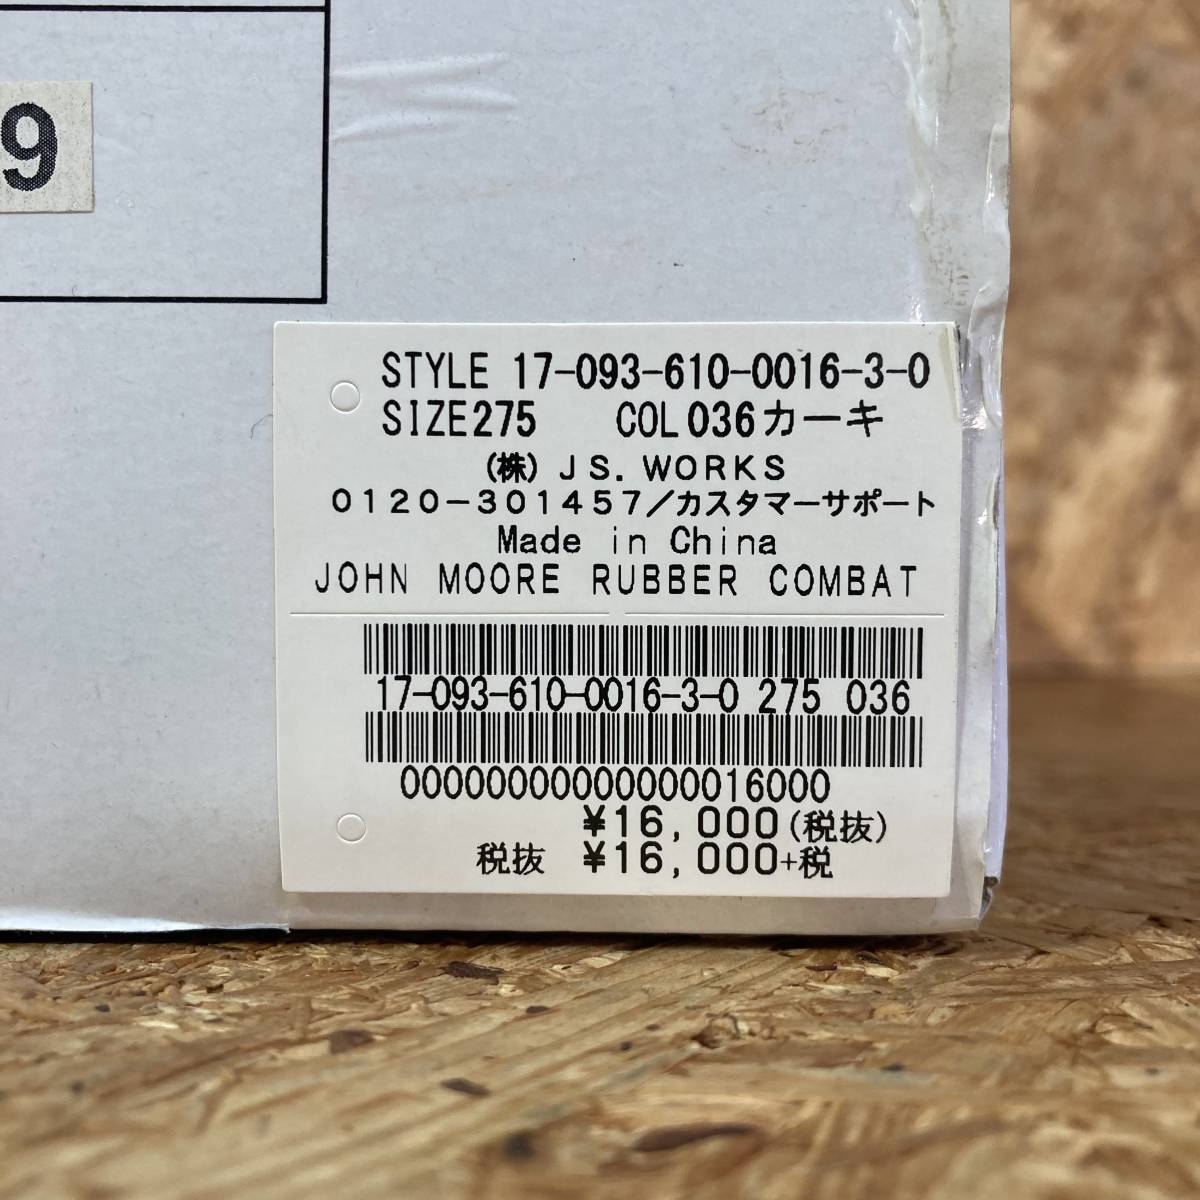 9
STYLE 17-093-610-0016-3-0
SIZE275 COL036カーキ
(株)JS.WORKS
0120-301457/カスタマーサポート
Made in China
JOHN MOORE RUBBER COMBAT
17-093-610-0016-3-0 275 036
00000000000000016000
¥16,000(税抜)
税抜 ¥16,000+税